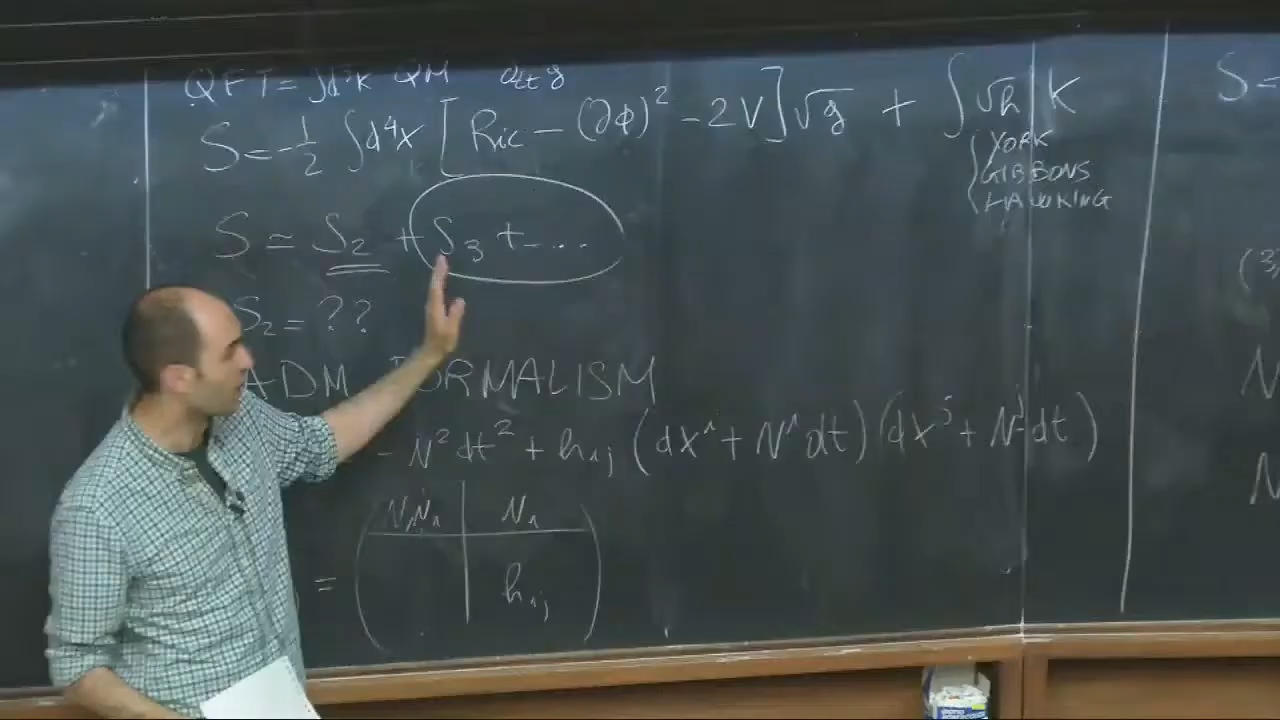 QFT = ∫d³k QM
S = -1/2 ∫d⁴x [Ric - (∂ϕ)² - 2V]√g + ∫√h K
YORK
GIBBONS
HAWKING
S ≃ S₂ + S₃ + ....
S₂ = ??
ADM FORMALISM
- N²dt² + hᵢⱼ (dxⁱ + Nⁱdt)(dxʲ + Nʲdt)
= ( NᵢNⁱ | Nᵢ
hᵢⱼ )
S =
(3)
N
N